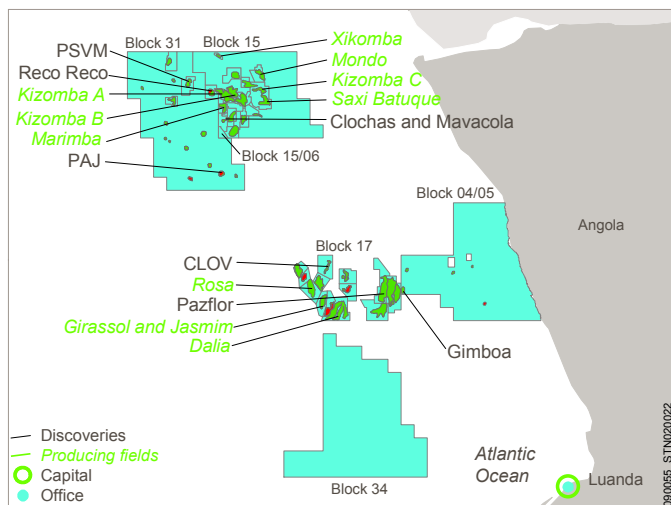 Block 31
Block 15
PSVM
Xikomba
Mondo
Reco Reco
Kizomba C
Kizomba A
Saxi Batuque
Kizomba B
Clochas and Mavacola
Marimba
Block 15/06
PAJ
Block 04/05
Angola
Block 17
CLOV
Rosa
Pazflor
Girassol and Jasmim
Dalia
Gimboa
Discoveries
Producing fields
Capital
Office
Block 34
Atlantic
Ocean
Luanda
090055_STN020022